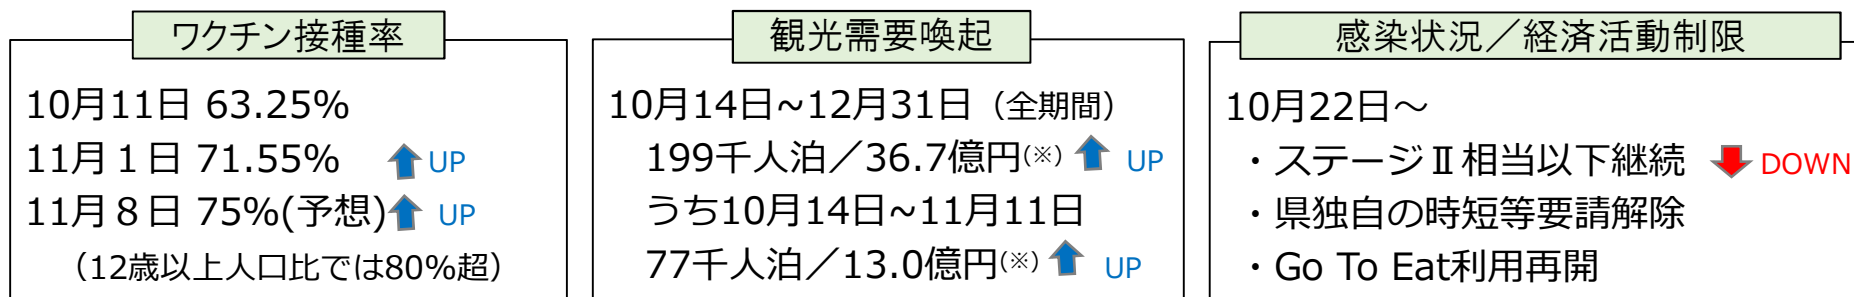 ワクチン接種率
10月11日 63.25%
11月1日 71.55% UP
11月8日 75%(予想) UP
(12歳以上人口比では80%超)
観光需要喚起
10月14日~12月31日(全期間)
199千人泊/36.7億円(※) UP
うち10月14日~11月11日
77千人泊/13.0億円(※) UP
感染状況/経済活動制限
10月22日~
・ステージⅡ相当以下継続 DOWN
・県独自の時短等要請解除
・Go To Eat利用再開